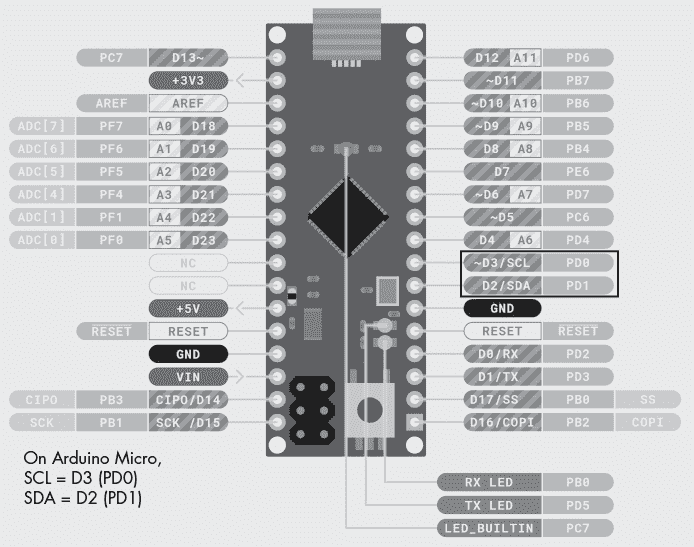 PC7 D13~ D12 A11 PD6
+3V3 ~D11 PB7
AREF AREF ~D10 A10 PB6
ADC[7] PF7 A0 D18 ~D9 A9 PB5
ADC[6] PF6 A1 D19 D8 A8 PB4
ADC[5] PF5 A2 D20 D7 PE6
ADC[4] PF4 A3 D21 ~D6 A7 PD7
ADC[1] PF1 A4 D22 ~D5 PC6
ADC[0] PF0 A5 D23 D4 A6 PD4
NC ~D3/SCL PD0
NC D2/SDA PD1
+5V GND
RESET RESET RESET RESET
GND D0/RX PD2
VIN D1/TX PD3
CIPO PB3 CIPO/D14 D17/SS PB0 SS
SCK PB1 SCK /D15 D16/COPI PB2 COPI
On Arduino Micro,
SCL = D3 (PD0)
SDA = D2 (PD1)
RX LED PB0
TX LED PD5
LED_BUILTIN PC7